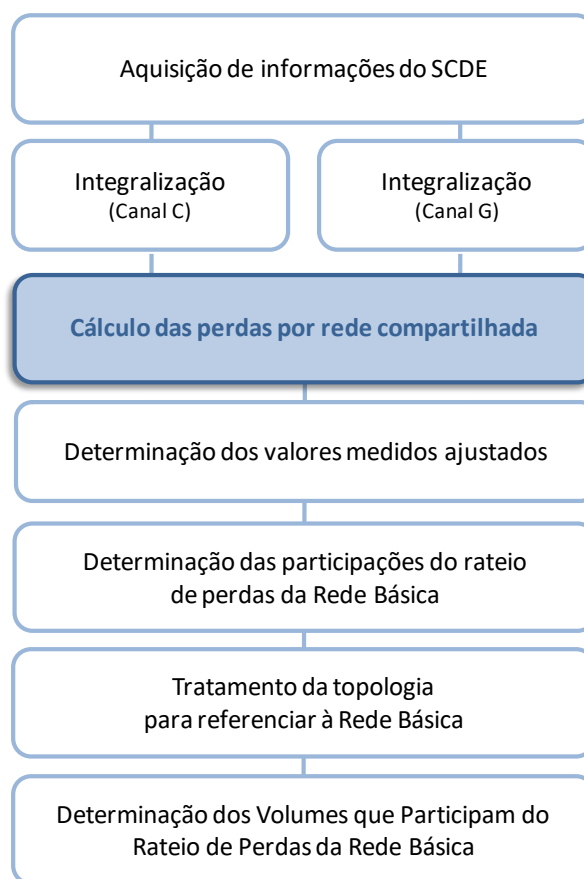 Aquisição de informações do SCDE
Integralização
(Canal C)
Integralização
(Canal G)
Cálculo das perdas por rede compartilhada
Determinação dos valores medidos ajustados
Determinação das participações do rateio
de perdas da Rede Básica
Tratamento da topologia
para referenciar à Rede Básica
Determinação dos Volumes que Participam do
Rateio de Perdas da Rede Básica